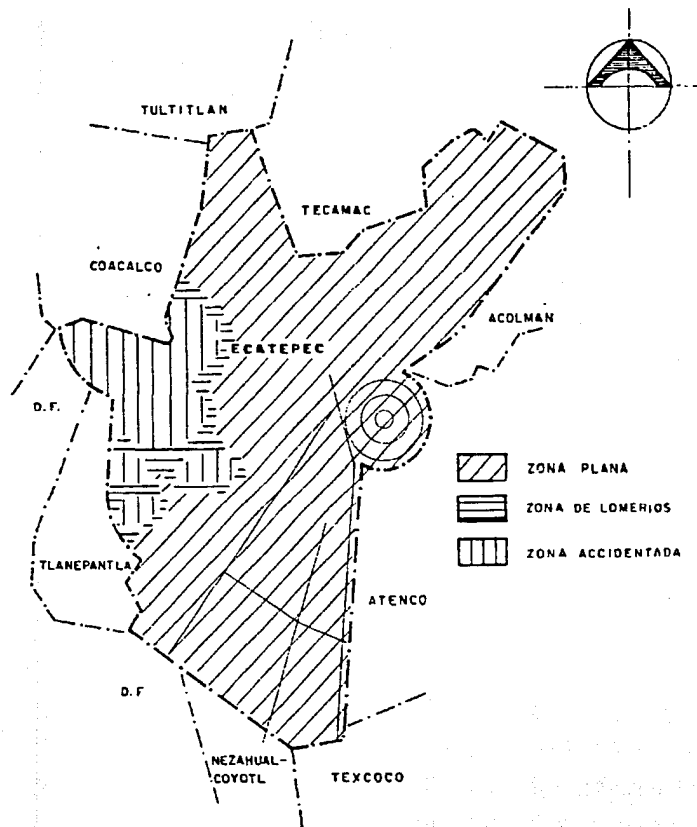 TULTITLAN
TECAMAC
COACALCO
ECATEPEC
ACOLMAN
D.F.
ZONA PLANA
ZONA DE LOMERIOS
ZONA ACCIDENTADA
TLANEPANTLA
ATENCO
D.F
NEZAHUAL-
COYOTL
TEXCOCO